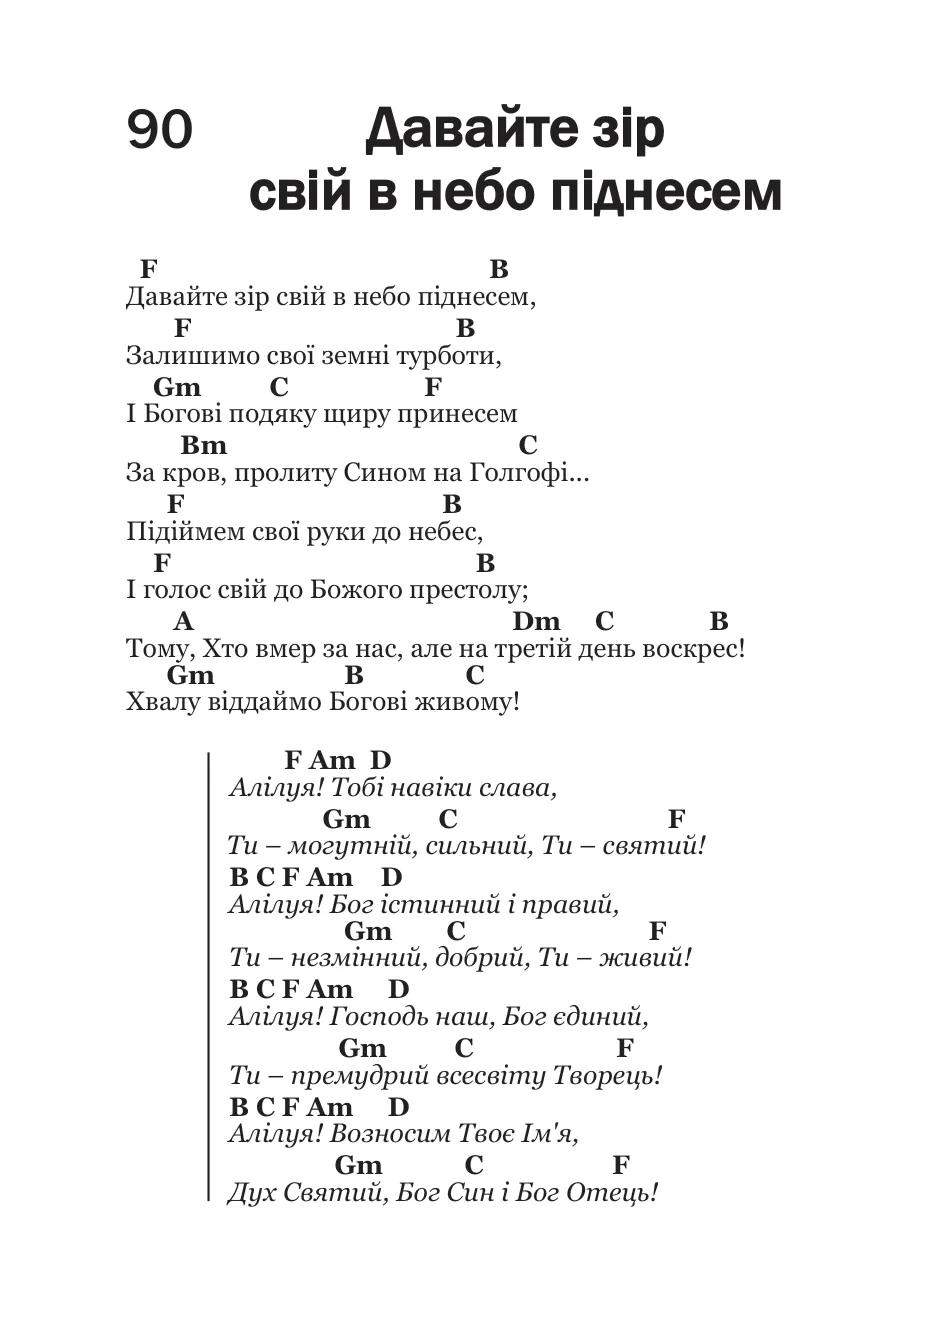 90
Давайте зір
свій в небо піднесем
F B
Давайте зір свій в небо піднесем,
F B
Залишимо свої земні турботи,
Gm C F
І Богові подяку щиру принесем
Bm C
За кров, пролиту Сином на Голгофі...
F B
Підіймем свої руки до небес,
F B
І голос свій до Божого престолу;
A Dm C B
Тому, Хто вмер за нас, але на третій день воскрес!
Gm B C
Хвалу віддаймо Богові живому!
F Am D
Алілуя! Тобі навіки слава,
Gm C F
Ти – могутній, сильний, Ти – святий!
B C F Am D
Алілуя! Бог істинний і правий,
Gm C F
Ти – незмінний, добрий, Ти – живий!
B C F Am D
Алілуя! Господь наш, Бог єдиний,
Gm C F
Ти – премудрий всесвіту Творець!
B C F Am D
Алілуя! Возносим Твоє Ім'я,
Gm C F
Дух Святий, Бог Син і Бог Отець!